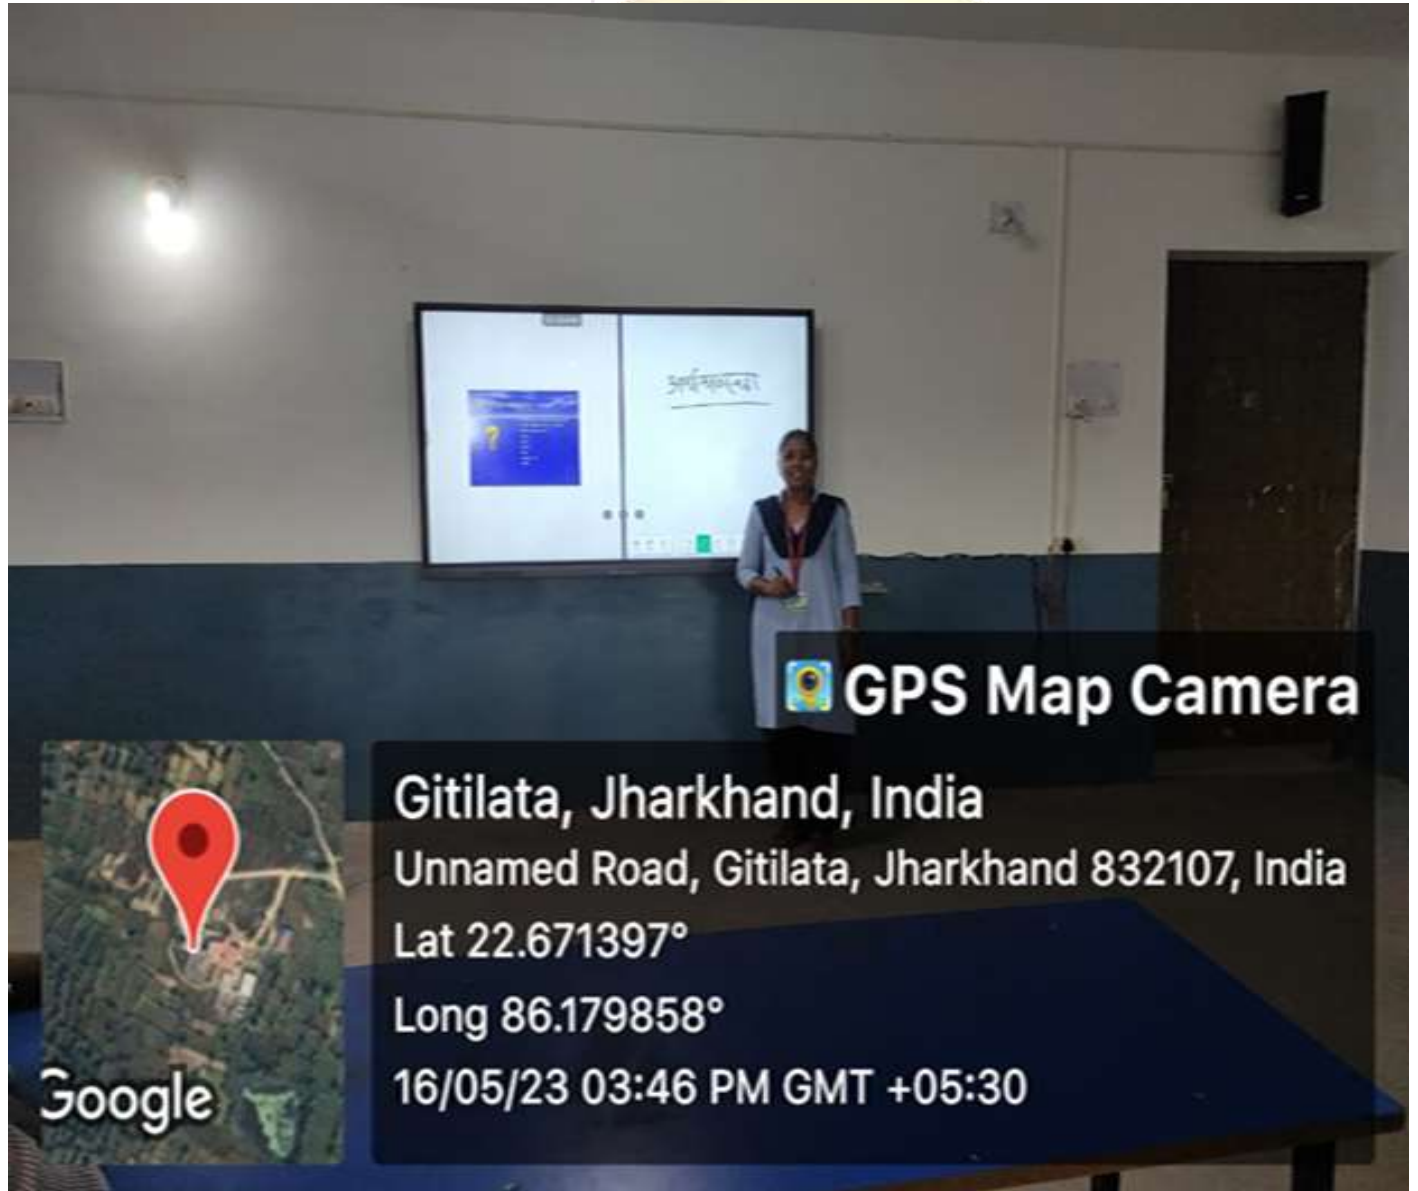 GPS Map Camera
Gitilata, Jharkhand, India
Unnamed Road, Gitilata, Jharkhand 832107, India
Lat 22.671397°
Long 86.179858°
16/05/23 03:46 PM GMT +05:30
Google